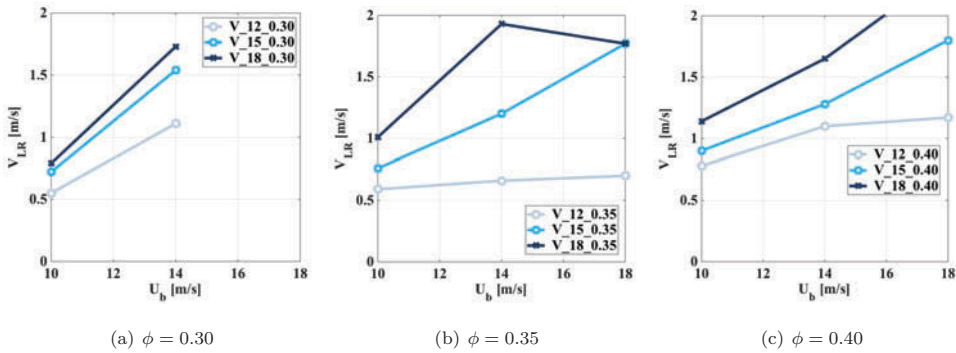 2
1.5
1
0.5
0
V_LR [m/s]
10 12 14 16 18
U_b [m/s]
V_12_0.30
V_15_0.30
V_18_0.30
(a) ϕ = 0.30
2
1.5
1
0.5
0
V_LR [m/s]
10 12 14 16 18
U_b [m/s]
V_12_0.35
V_15_0.35
V_18_0.35
(b) ϕ = 0.35
2
1.5
1
0.5
0
V_LR [m/s]
10 12 14 16 18
U_b [m/s]
V_12_0.40
V_15_0.40
V_18_0.40
(c) ϕ = 0.40